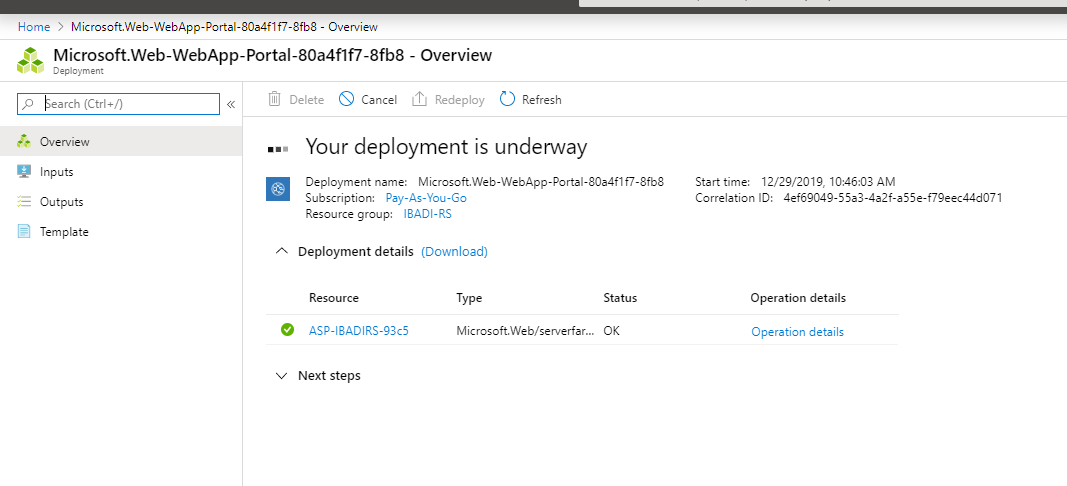 Home > Microsoft.Web-WebApp-Portal-80a4f1f7-8fb8 - Overview
Microsoft.Web-WebApp-Portal-80a4f1f7-8fb8 - Overview
Deployment
Search (Ctrl+/)
Delete Cancel Redeploy Refresh
Overview
Inputs
Outputs
Template
Your deployment is underway
Deployment name: Microsoft.Web-WebApp-Portal-80a4f1f7-8fb8
Subscription: Pay-As-You-Go
Resource group: IBADI-RS
Start time: 12/29/2019, 10:46:03 AM
Correlation ID: 4ef69049-55a3-4a2f-a55e-f79eec44d071
Deployment details (Download)
Resource Type Status Operation details
ASP-IBADIRS-93c5 Microsoft.Web/serverfar... OK Operation details
Next steps